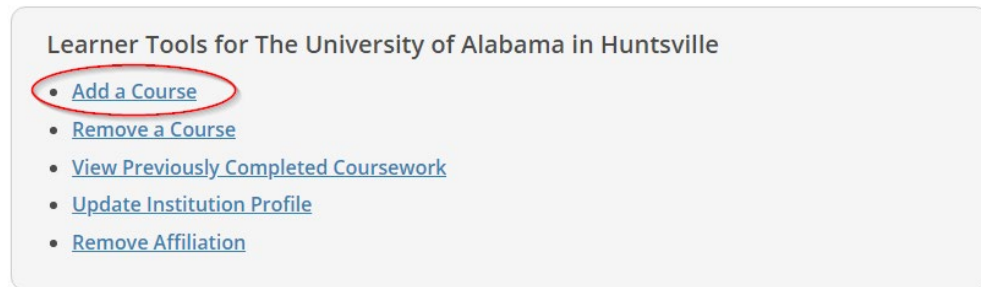 Learner Tools for The University of Alabama in Huntsville
Add a Course
Remove a Course
View Previously Completed Coursework
Update Institution Profile
Remove Affiliation